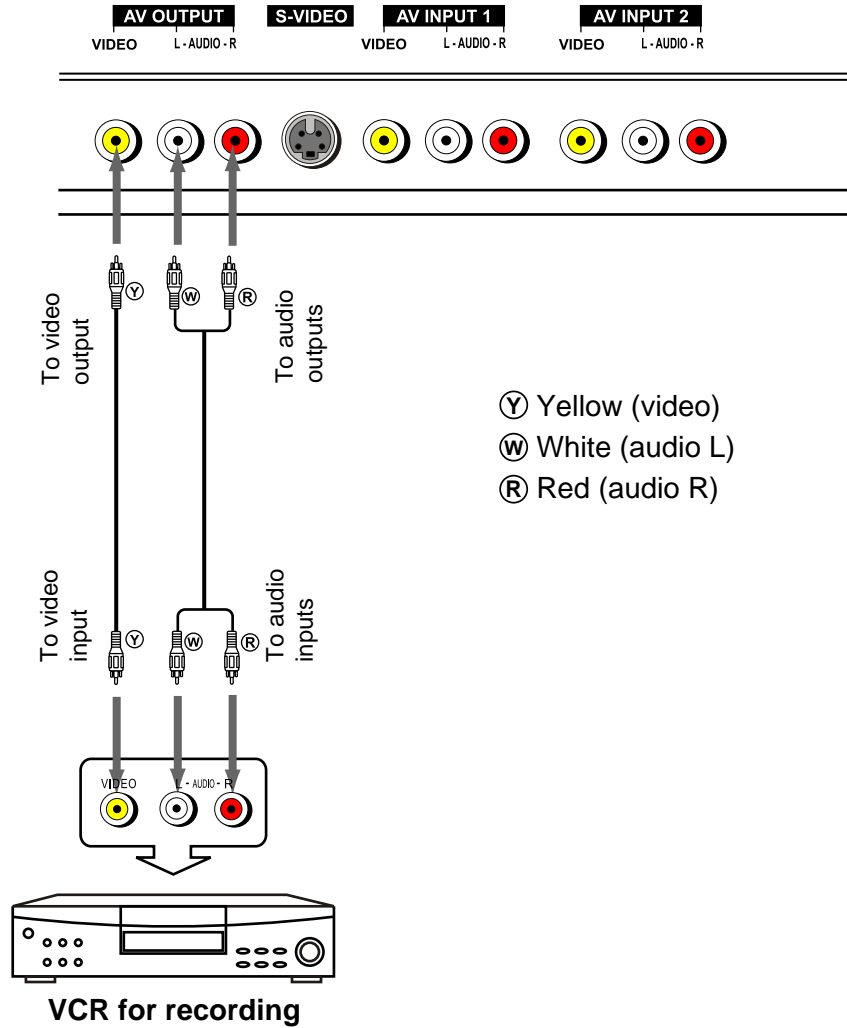 AV OUTPUT S-VIDEO AV INPUT 1 AV INPUT 2
VIDEO L - AUDIO - R VIDEO L - AUDIO - R VIDEO L - AUDIO - R
Y W R
To video
output
To audio
outputs
Y Yellow (video)
W White (audio L)
R Red (audio R)
To video
input
To audio
inputs
Y W R
VIDEO L - AUDIO - R
VCR for recording